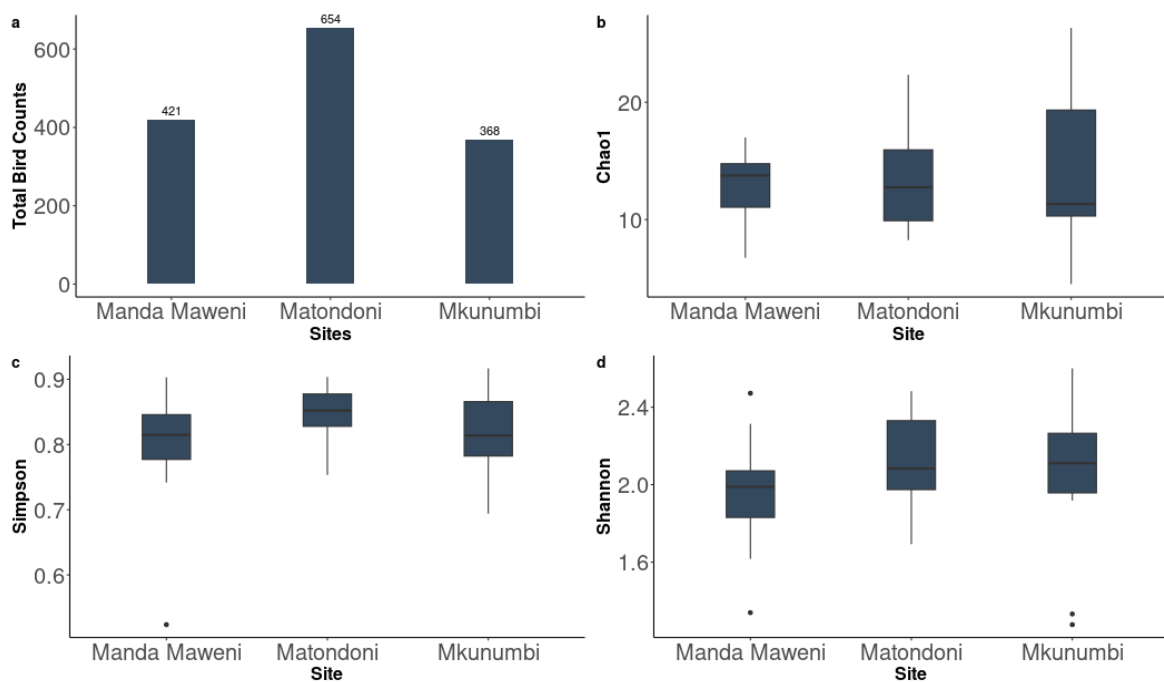 a
Total Bird Counts
600
400
200
0
421
654
368
Manda Maweni Matondoni Mkunumbi
Sites
b
Chao1
20
10
Manda Maweni Matondoni Mkunumbi
Site
c
Simpson
0.9
0.8
0.7
0.6
Manda Maweni Matondoni Mkunumbi
Site
d
Shannon
2.4
2.0
1.6
Manda Maweni Matondoni Mkunumbi
Site